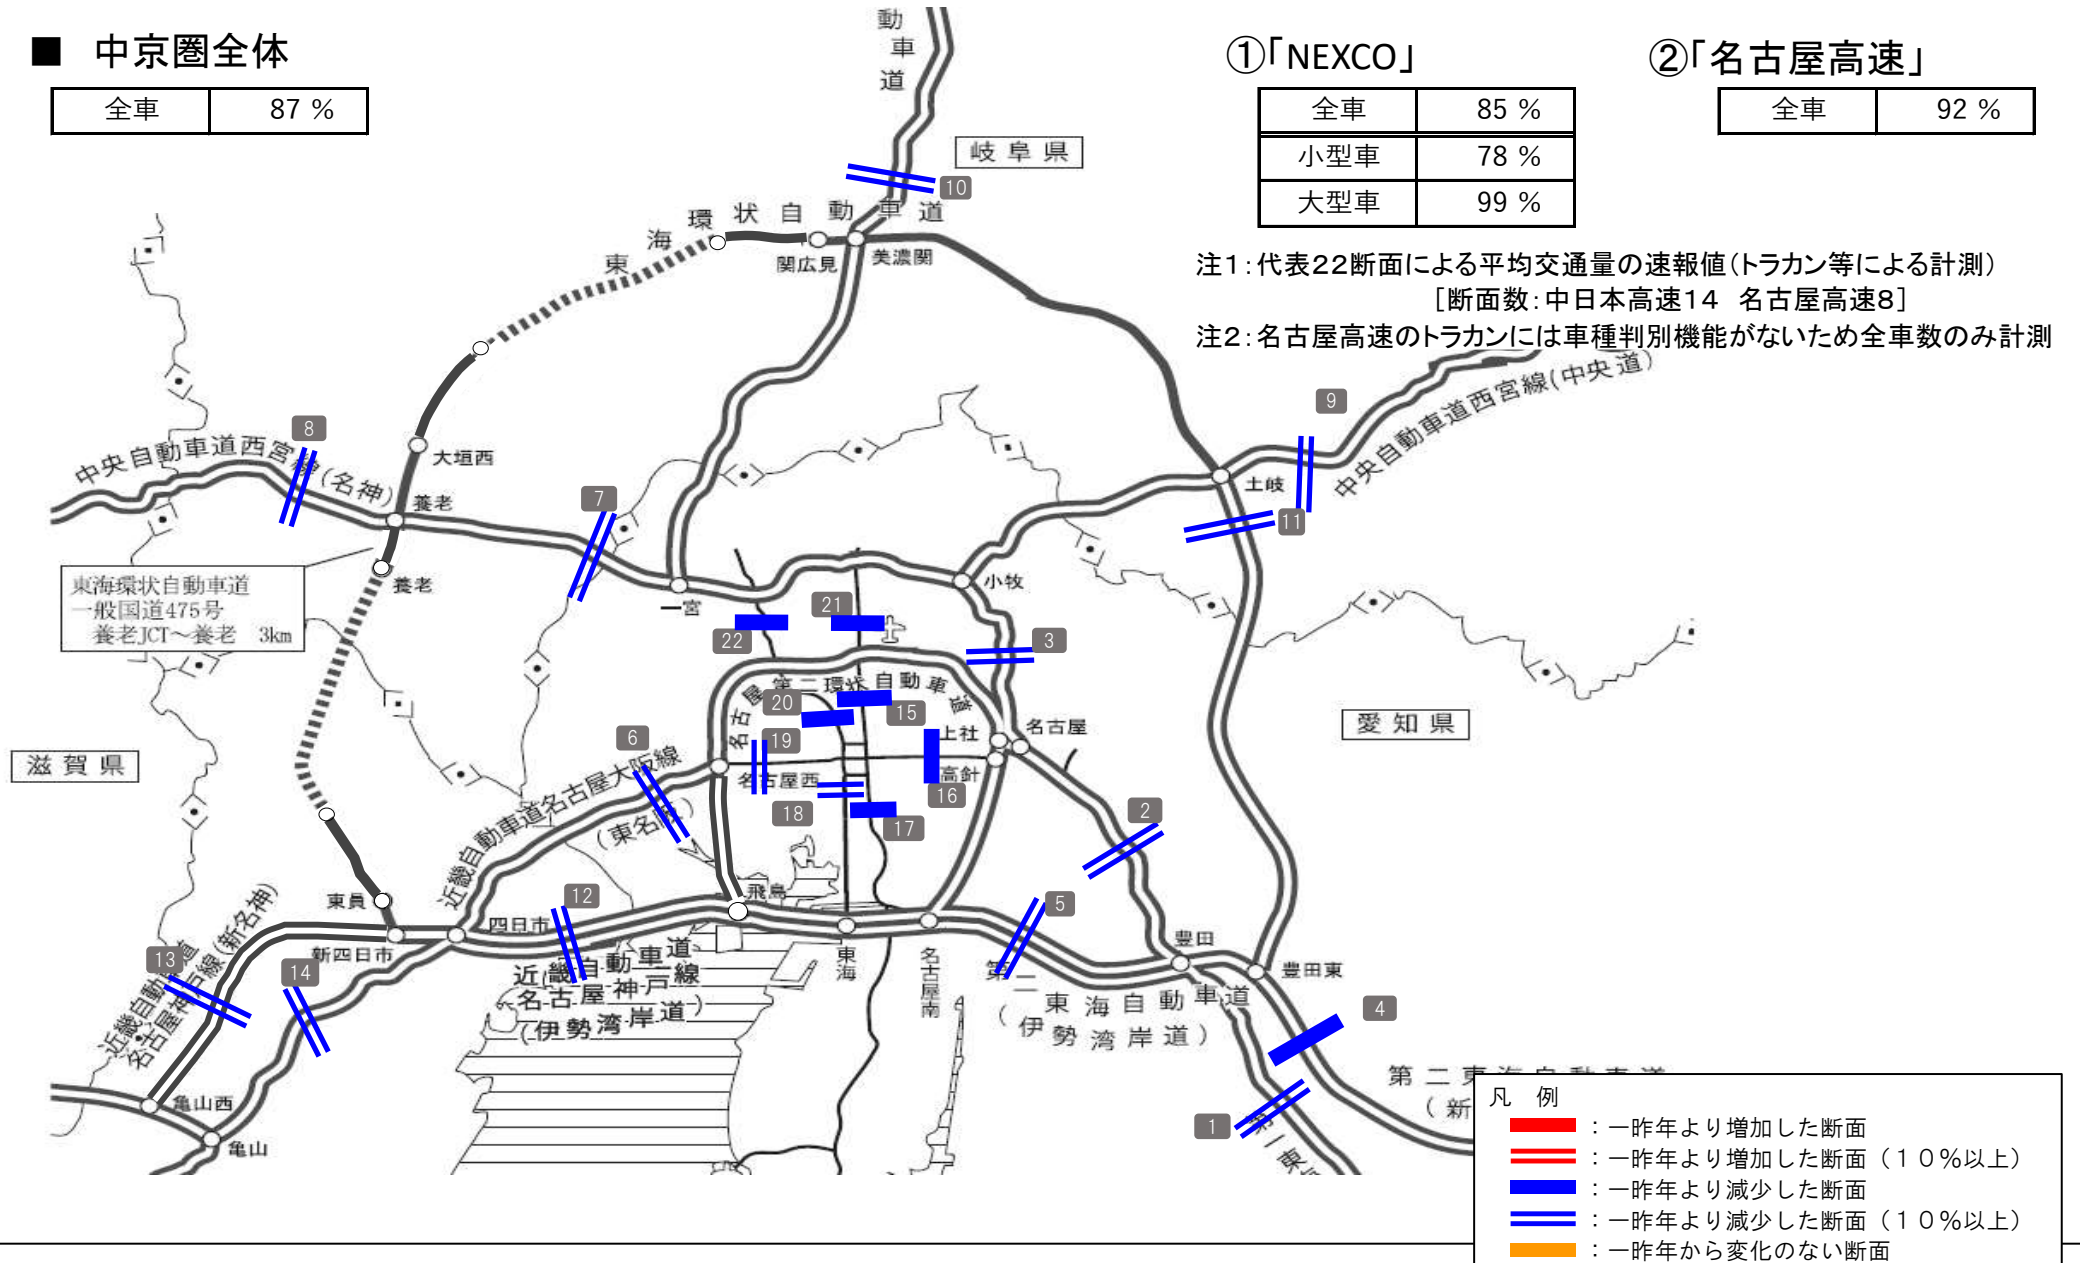 ■ 中京圏全体
全車 87 %
①「NEXCO」
全車 85 %
小型車 78 %
大型車 99 %
②「名古屋高速」
全車 92 %
注1：代表22断面による平均交通量の速報値（トラカン等による計測）
［断面数：中日本高速14 名古屋高速8］
注2：名古屋高速のトラカンには車種判別機能がないため全車数のみ計測
動車道
岐阜県
10
東海環状自動車道
関広見
美濃関
9
中央自動車道西宮線（中央道）
8
中央自動車道西宮線（名神）
大垣西
養老
7
土岐
11
東海環状自動車道
一般国道475号
養老JCT～養老 3km
養老
一宮
小牧
22
21
3
名古屋第二環状自動車道
20
15
愛知県
滋賀県
6
19
上社
名古屋
名古屋西
高針
16
近畿自動車道名古屋大阪線
（東名阪）
18
17
2
飛島
12
5
東員
四日市
新四日市
13
14
近畿自動車道
名古屋神戸線（新名神）
近畿自動車道
名古屋神戸線
（伊勢湾岸道）
東海
名古屋南
豊田
豊田東
第二東海自動車道
（伊勢湾岸道）
4
亀山西
亀山
1
第二東海自動車道
（新
第一東
凡 例
：一昨年より増加した断面
：一昨年より増加した断面（１０％以上）
：一昨年より減少した断面
：一昨年より減少した断面（１０％以上）
：一昨年から変化のない断面